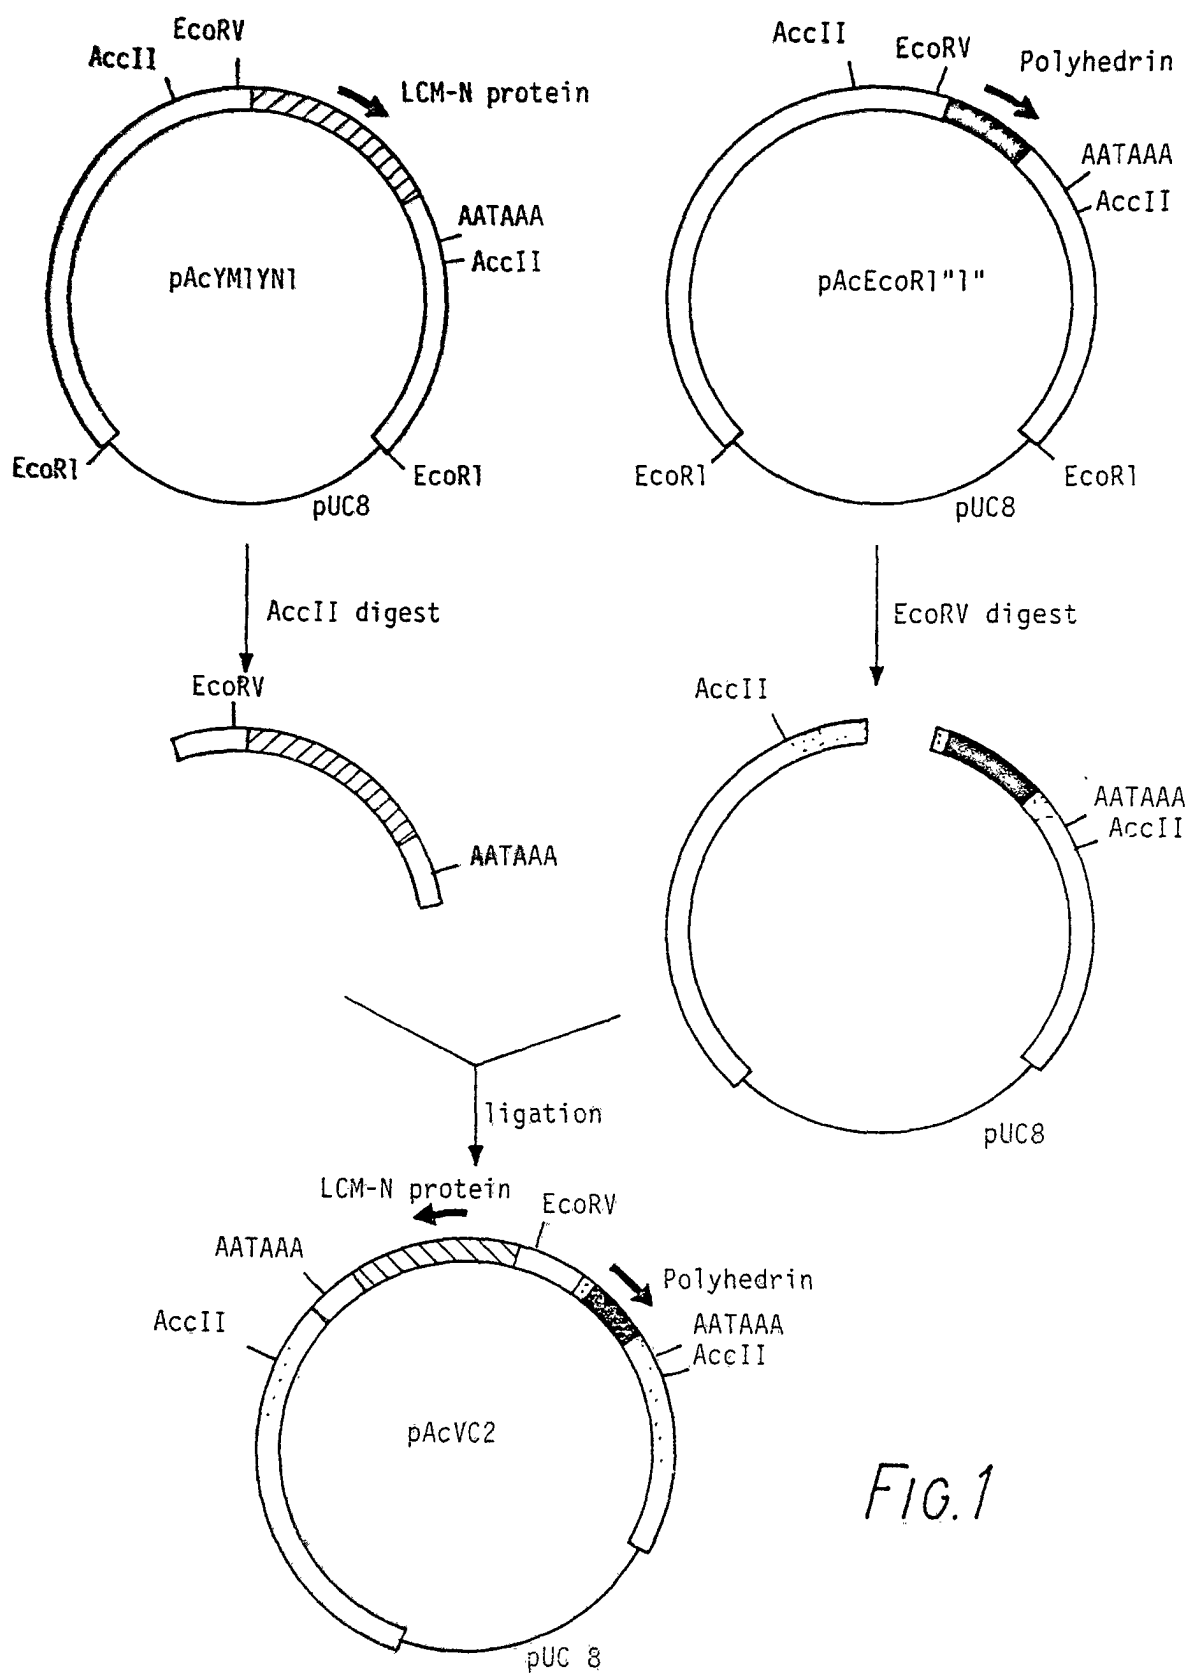 EcoRV
AccII
LCM-N protein
AATAAA
AccII
pAcYM1YN1
EcoR1
EcoR1
pUC8
AccII
EcoRV
Polyhedrin
AATAAA
AccII
pAcEcoR1"1"
EcoR1
EcoR1
pUC8
AccII digest
EcoRV digest
EcoRV
AATAAA
AccII
AATAAA
AccII
pUC8
ligation
LCM-N protein
EcoRV
AATAAA
Polyhedrin
AccII
AATAAA
AccII
pAcVC2
pUC 8
FIG.1